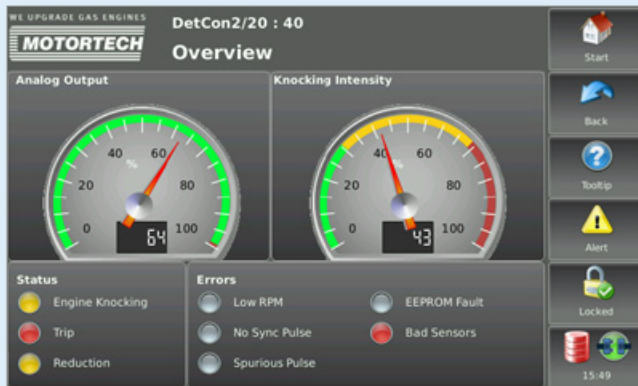 WE UPGRADE GAS ENGINES
MOTORTECH
DetCon2/20 : 40
Overview
Start
Analog Output
Knocking Intensity
0
20
40
60
80
100
%
64
0
20
40
60
80
100
%
43
Back
Tooltip
Alert
Status
Engine Knocking
Trip
Reduction
Errors
Low RPM
No Sync Pulse
Spurious Pulse
EEPROM Fault
Bad Sensors
Locked
15:49